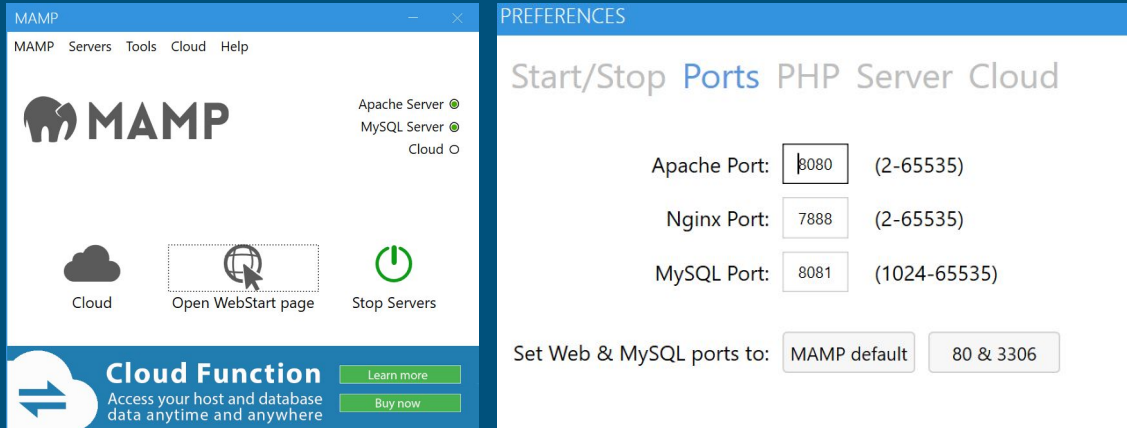 MAMP
MAMP Servers Tools Cloud Help
MAMP
Apache Server
MySQL Server
Cloud
Cloud
Open WebStart page
Stop Servers
Cloud Function
Access your host and database
data anytime and anywhere
Learn more
Buy now
PREFERENCES
Start/Stop Ports PHP Server Cloud
Apache Port: 8080 (2-65535)
Nginx Port: 7888 (2-65535)
MySQL Port: 8081 (1024-65535)
Set Web & MySQL ports to: MAMP default 80 & 3306